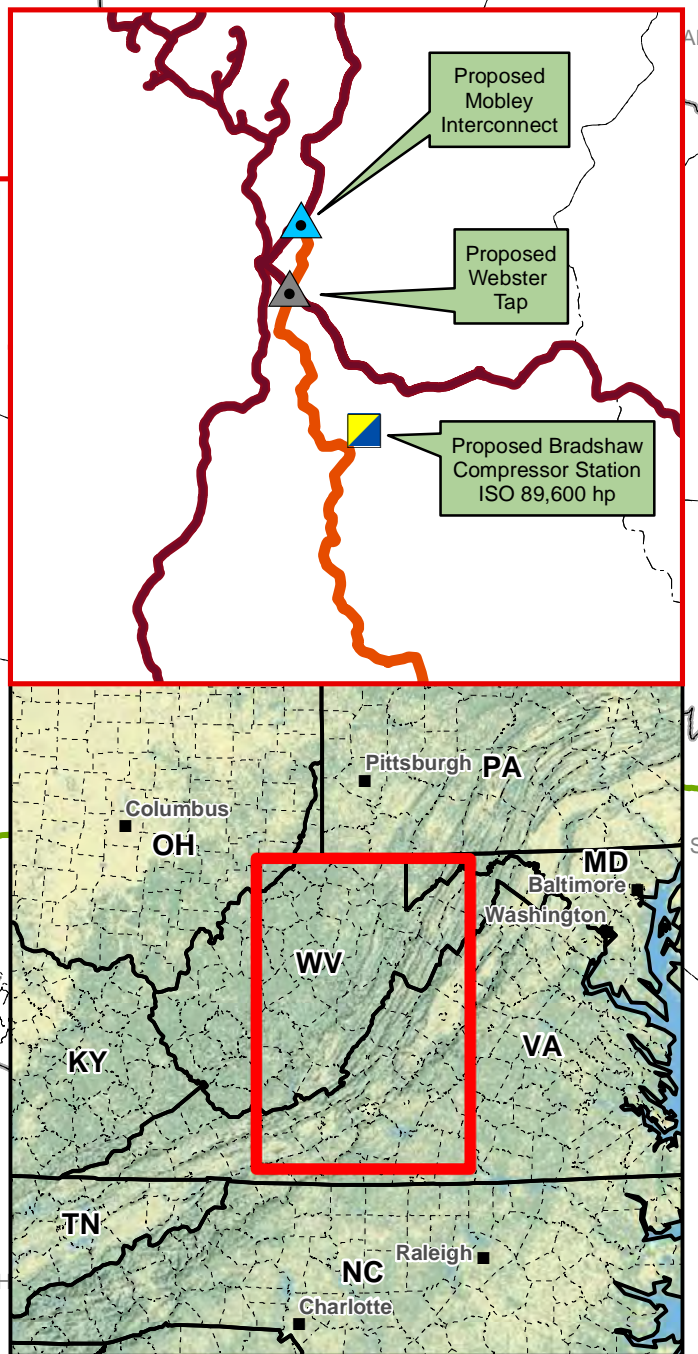 Proposed
Mobley
Interconnect
Proposed
Webster
Tap
Proposed Bradshaw
Compressor Station
ISO 89,600 hp
Pittsburgh
PA
Columbus
OH
MD
Baltimore
Washington
WV
VA
KY
TN
Raleigh
NC
Charlotte